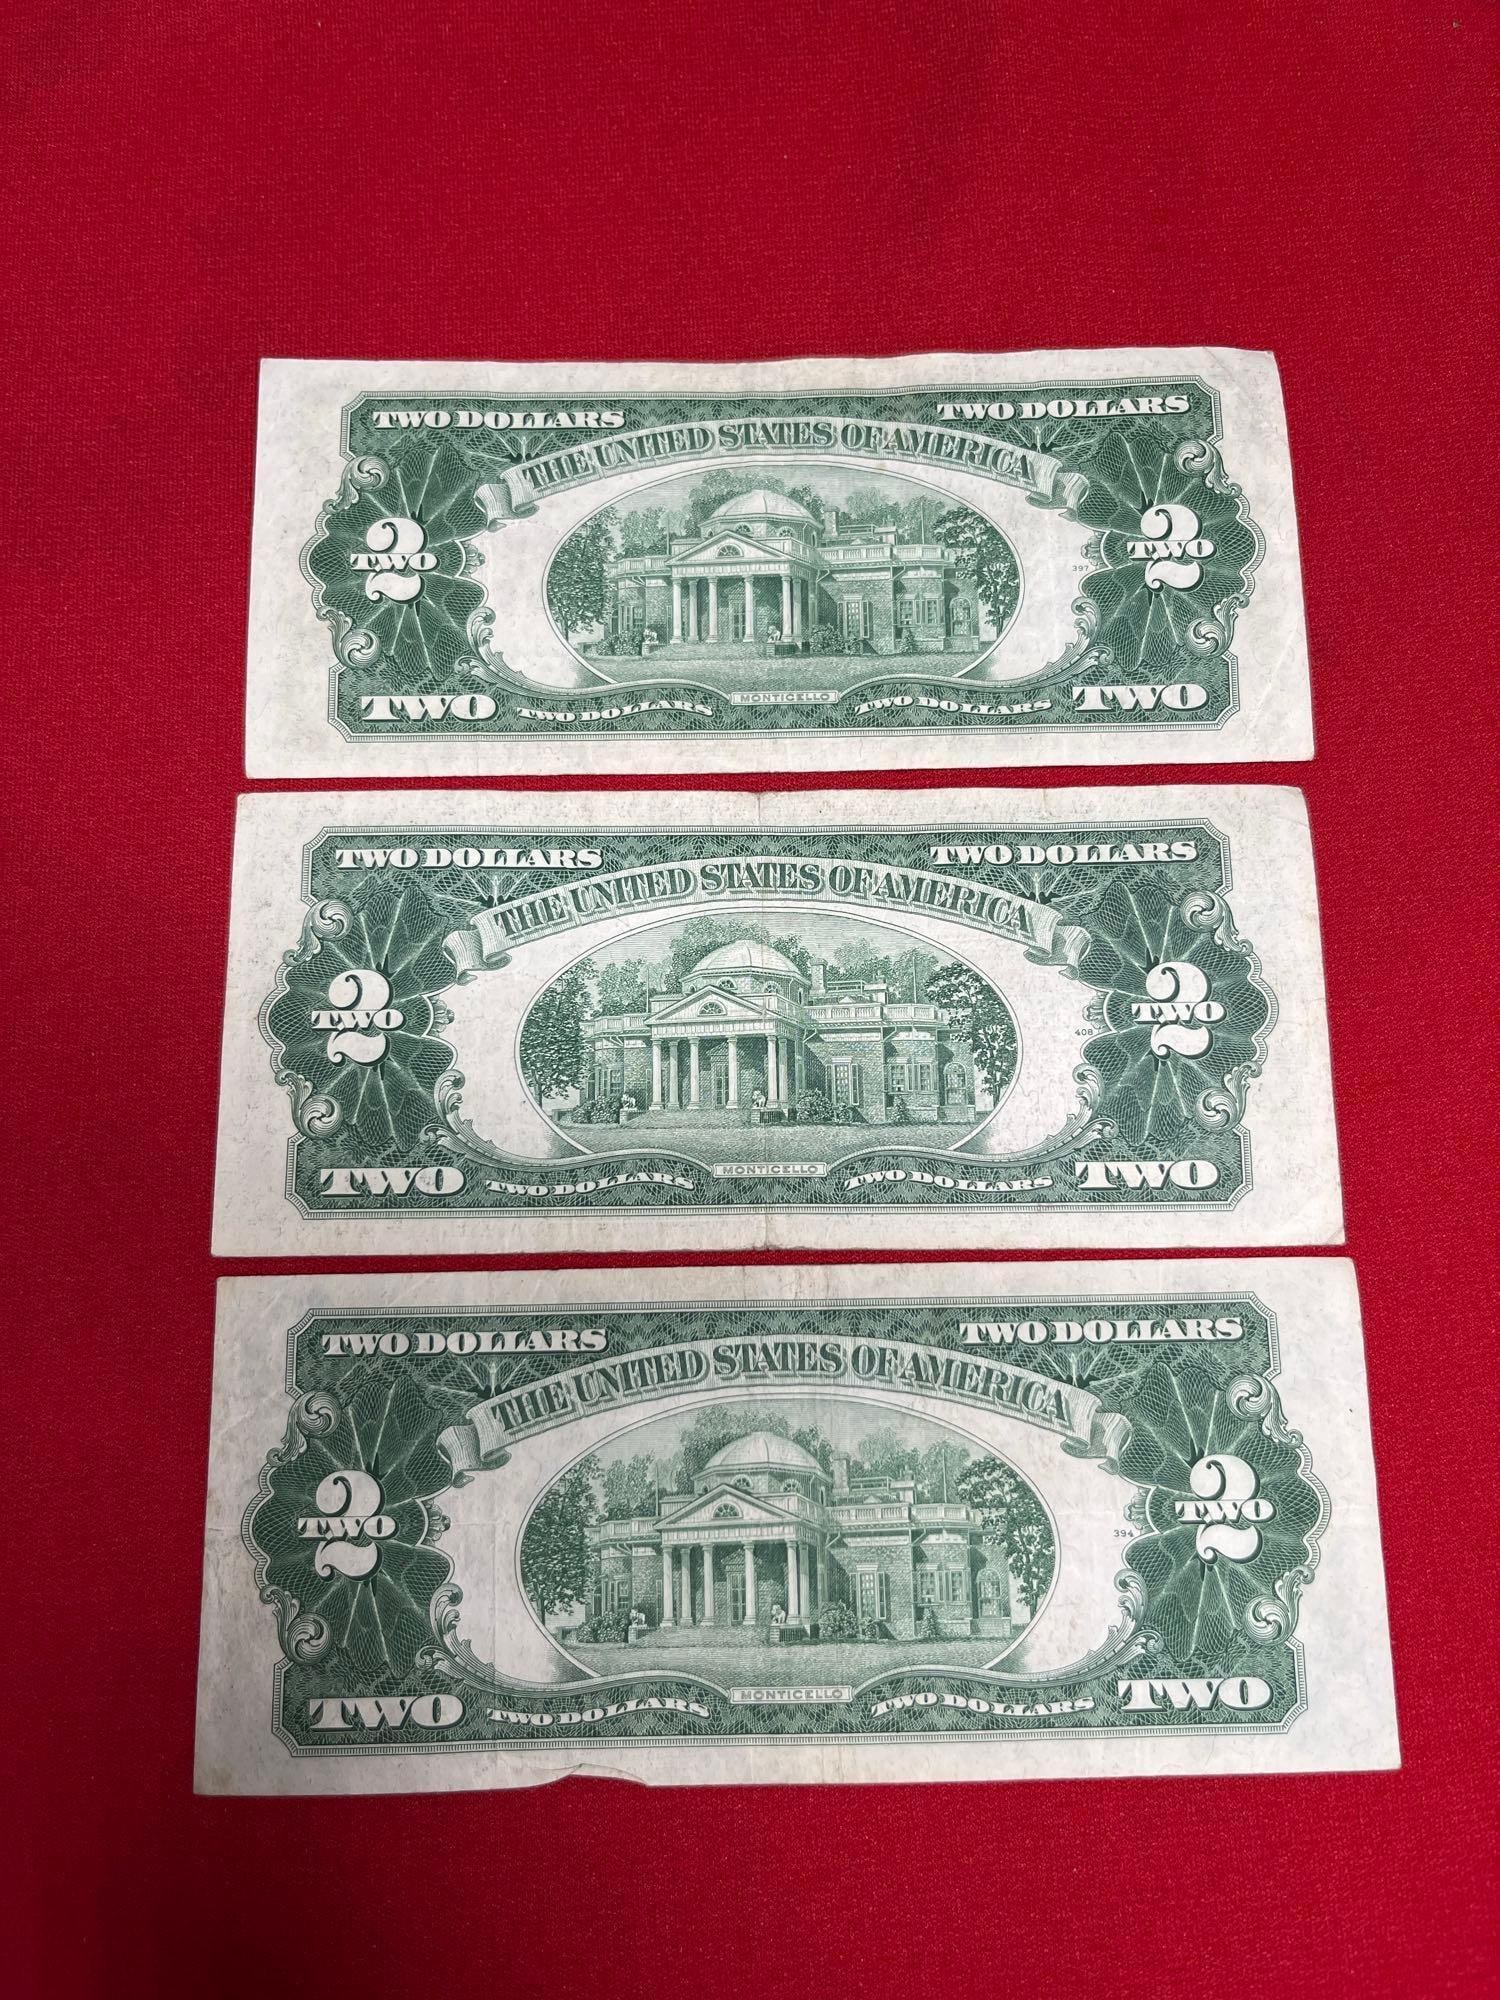 TWO DOLLARS TWO DOLLARS
THE UNITED STATES OF AMERICA
2 TWO 397 2 TWO
TWO TWO DOLLARS MONTICELLO TWO DOLLARS TWO
TWO DOLLARS TWO DOLLARS
THE UNITED STATES OF AMERICA
2 TWO 408 2 TWO
TWO TWO DOLLARS MONTICELLO TWO DOLLARS TWO
TWO DOLLARS TWO DOLLARS
THE UNITED STATES OF AMERICA
2 TWO 394 2 TWO
TWO TWO DOLLARS MONTICELLO TWO DOLLARS TWO